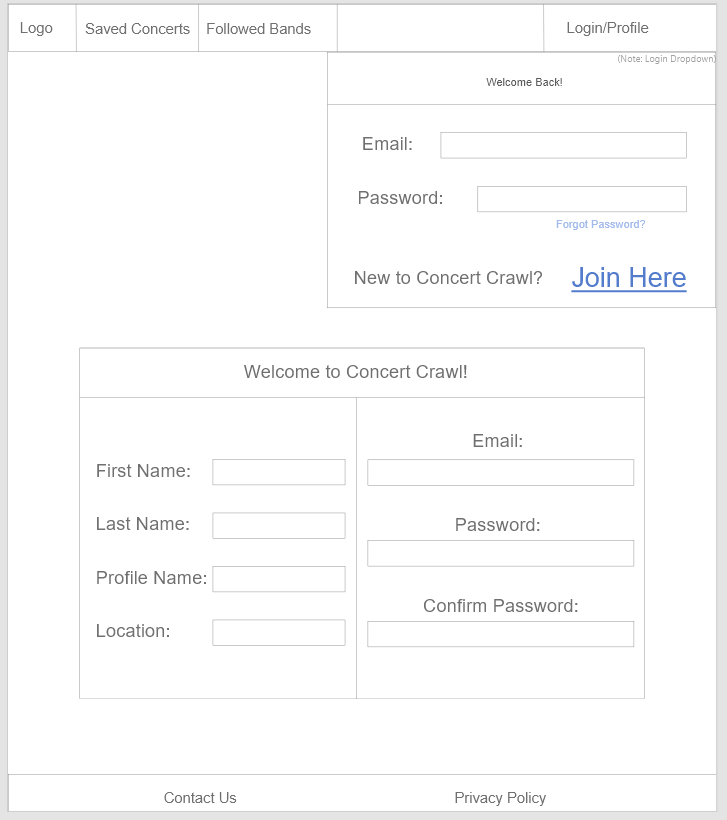 Logo
Saved Concerts
Followed Bands
Login/Profile
(Note: Login Dropdown)
Welcome Back!
Email:
Password:
Forgot Password?
New to Concert Crawl? Join Here
Welcome to Concert Crawl!
First Name:
Last Name:
Profile Name:
Location:
Email:
Password:
Confirm Password:
Contact Us
Privacy Policy